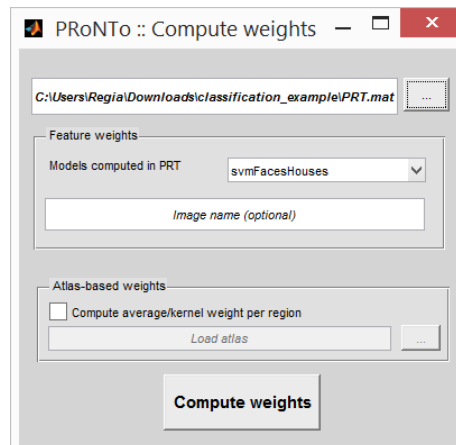 PRoNTo :: Compute weights
C:\Users\Regia\Downloads\classification_example\PRT.mat ...
Feature weights
Models computed in PRT svmFacesHouses
Image name (optional)
Atlas-based weights
Compute average/kernel weight per region
Load atlas ...
Compute weights